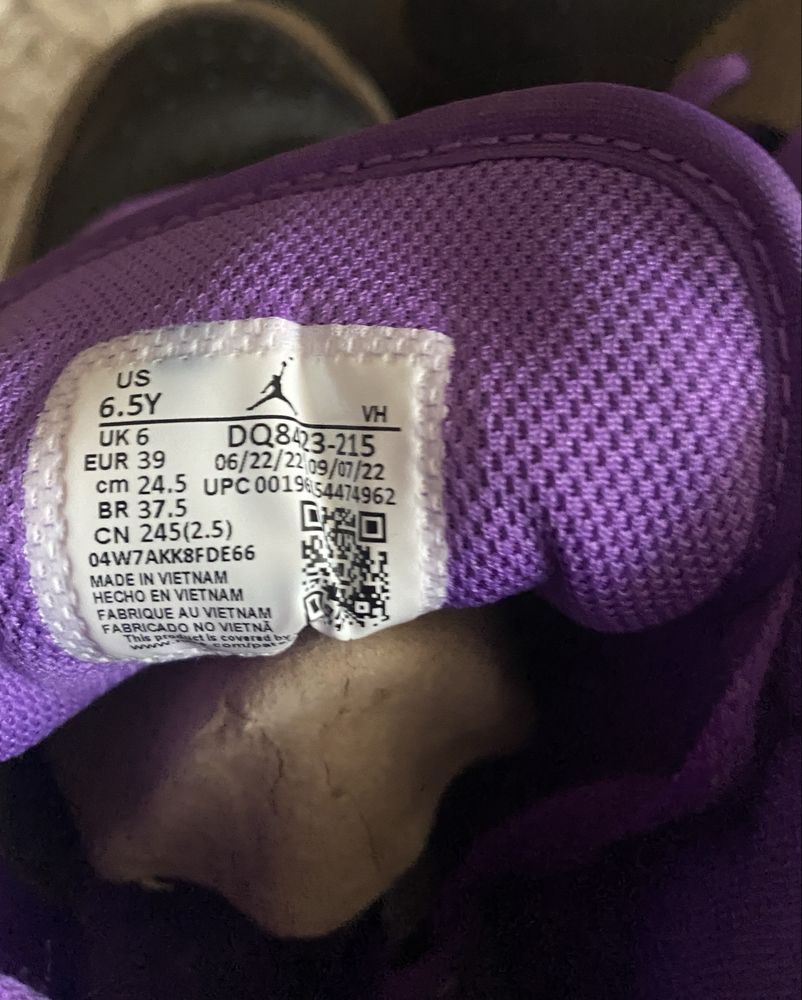 US
6.5Y
VH
UK 6
DQ8423-215
EUR 39
06/22/22 09/07/22
cm 24.5
UPC 00196154474962
BR 37.5
CN 245(2.5)
04W7AKK8FDE66
MADE IN VIETNAM
HECHO EN VIETNAM
FABRIQUE AU VIETNAM
FABRICADO NO VIETNÃ
This product is covered by